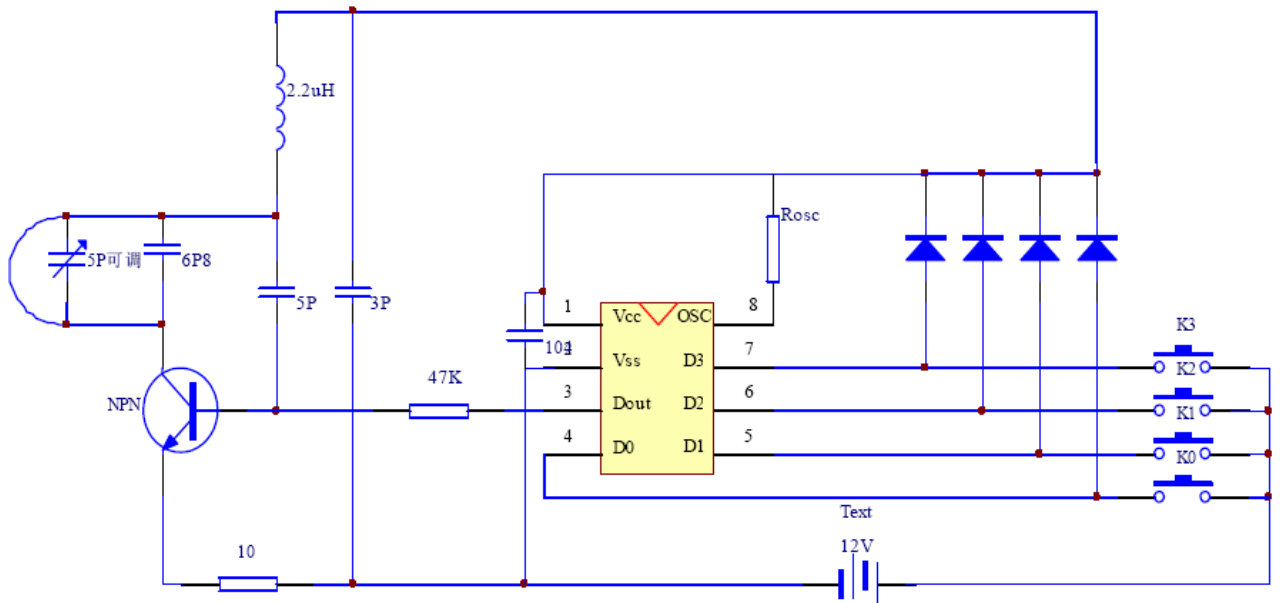 2.2uH
5P可调
6P8
5P
3P
Rosc
1
Vcc
OSC
8
104
Vss
D3
7
K3
K2
47K
NPN
3
Dout
D2
6
K1
4
D0
D1
5
K0
Text
10
12V